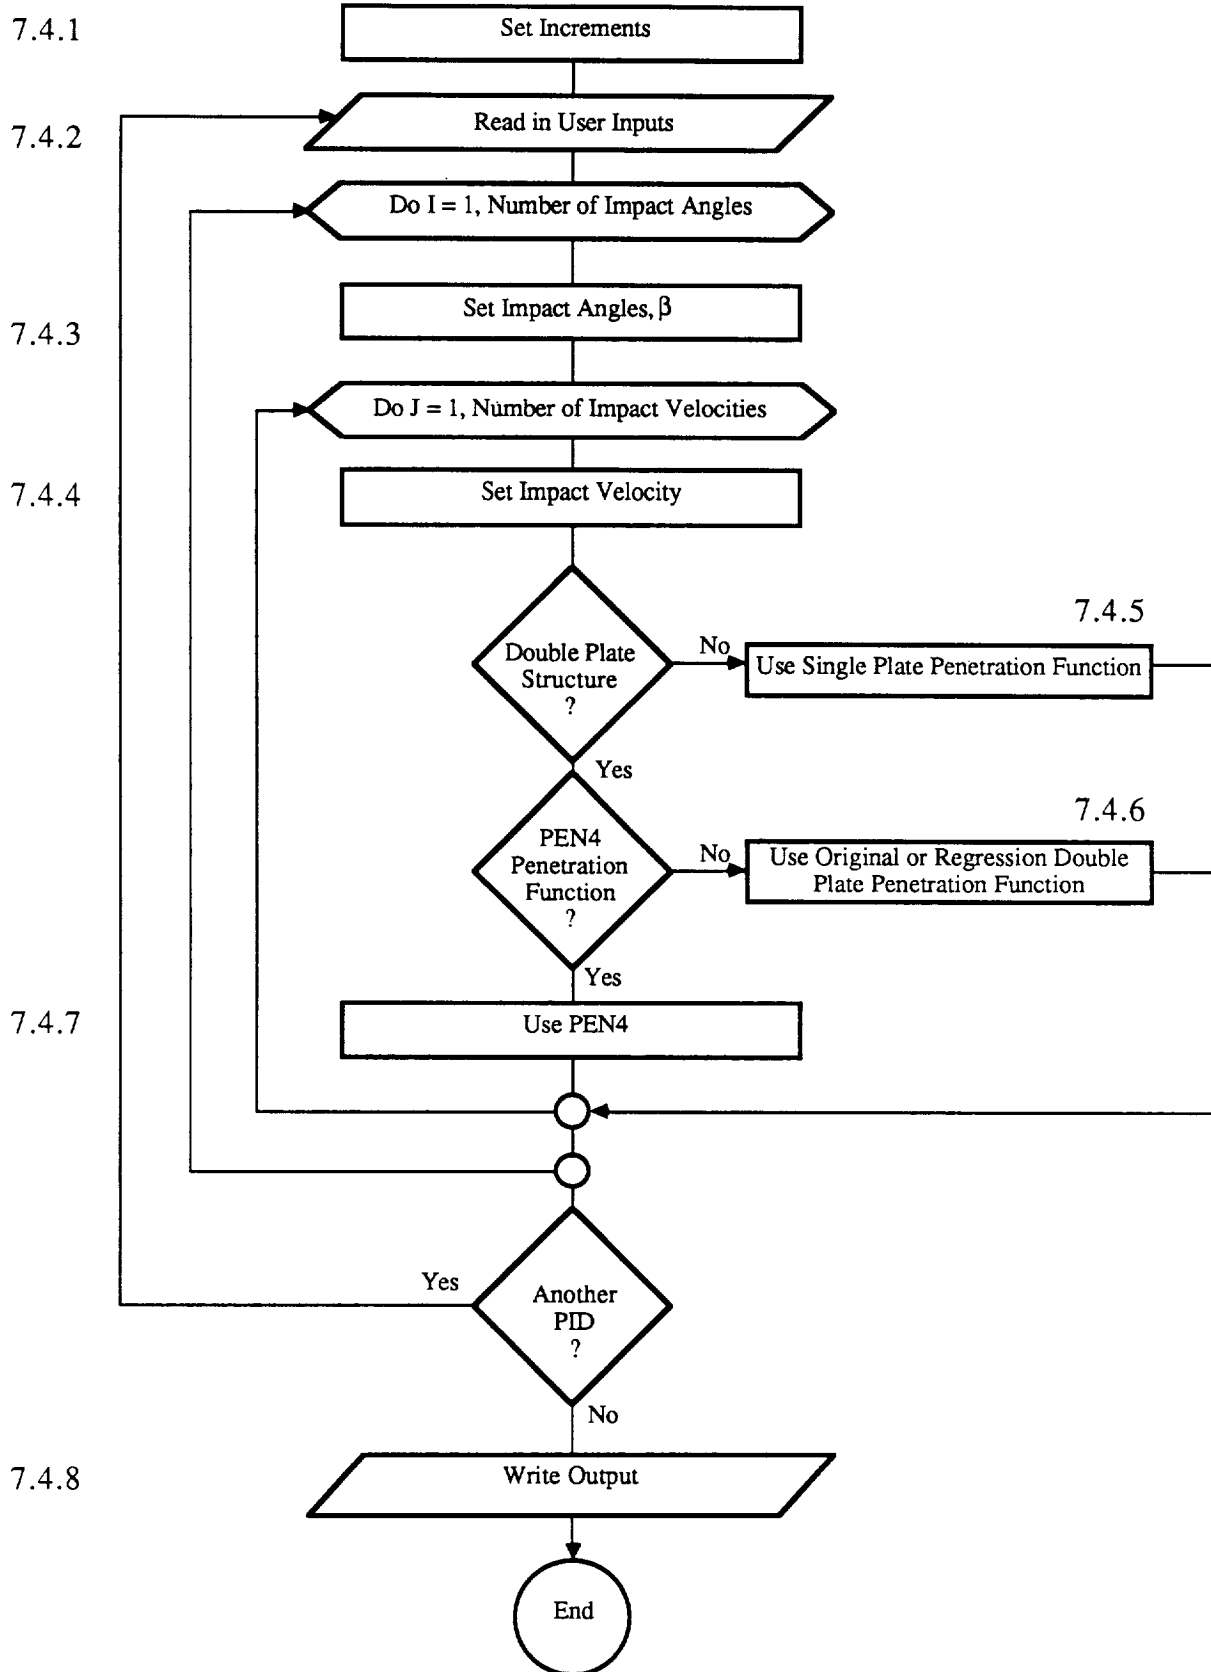 7.4.1
Set Increments
7.4.2
Read in User Inputs
Do I = 1, Number of Impact Angles
Set Impact Angles, β
7.4.3
Do J = 1, Number of Impact Velocities
7.4.4
Set Impact Velocity
7.4.5
Double Plate
Structure
?
No
Use Single Plate Penetration Function
Yes
7.4.6
PEN4
Penetration
Function
?
No
Use Original or Regression Double
Plate Penetration Function
Yes
7.4.7
Use PEN4
Yes
Another
PID
?
No
7.4.8
Write Output
End